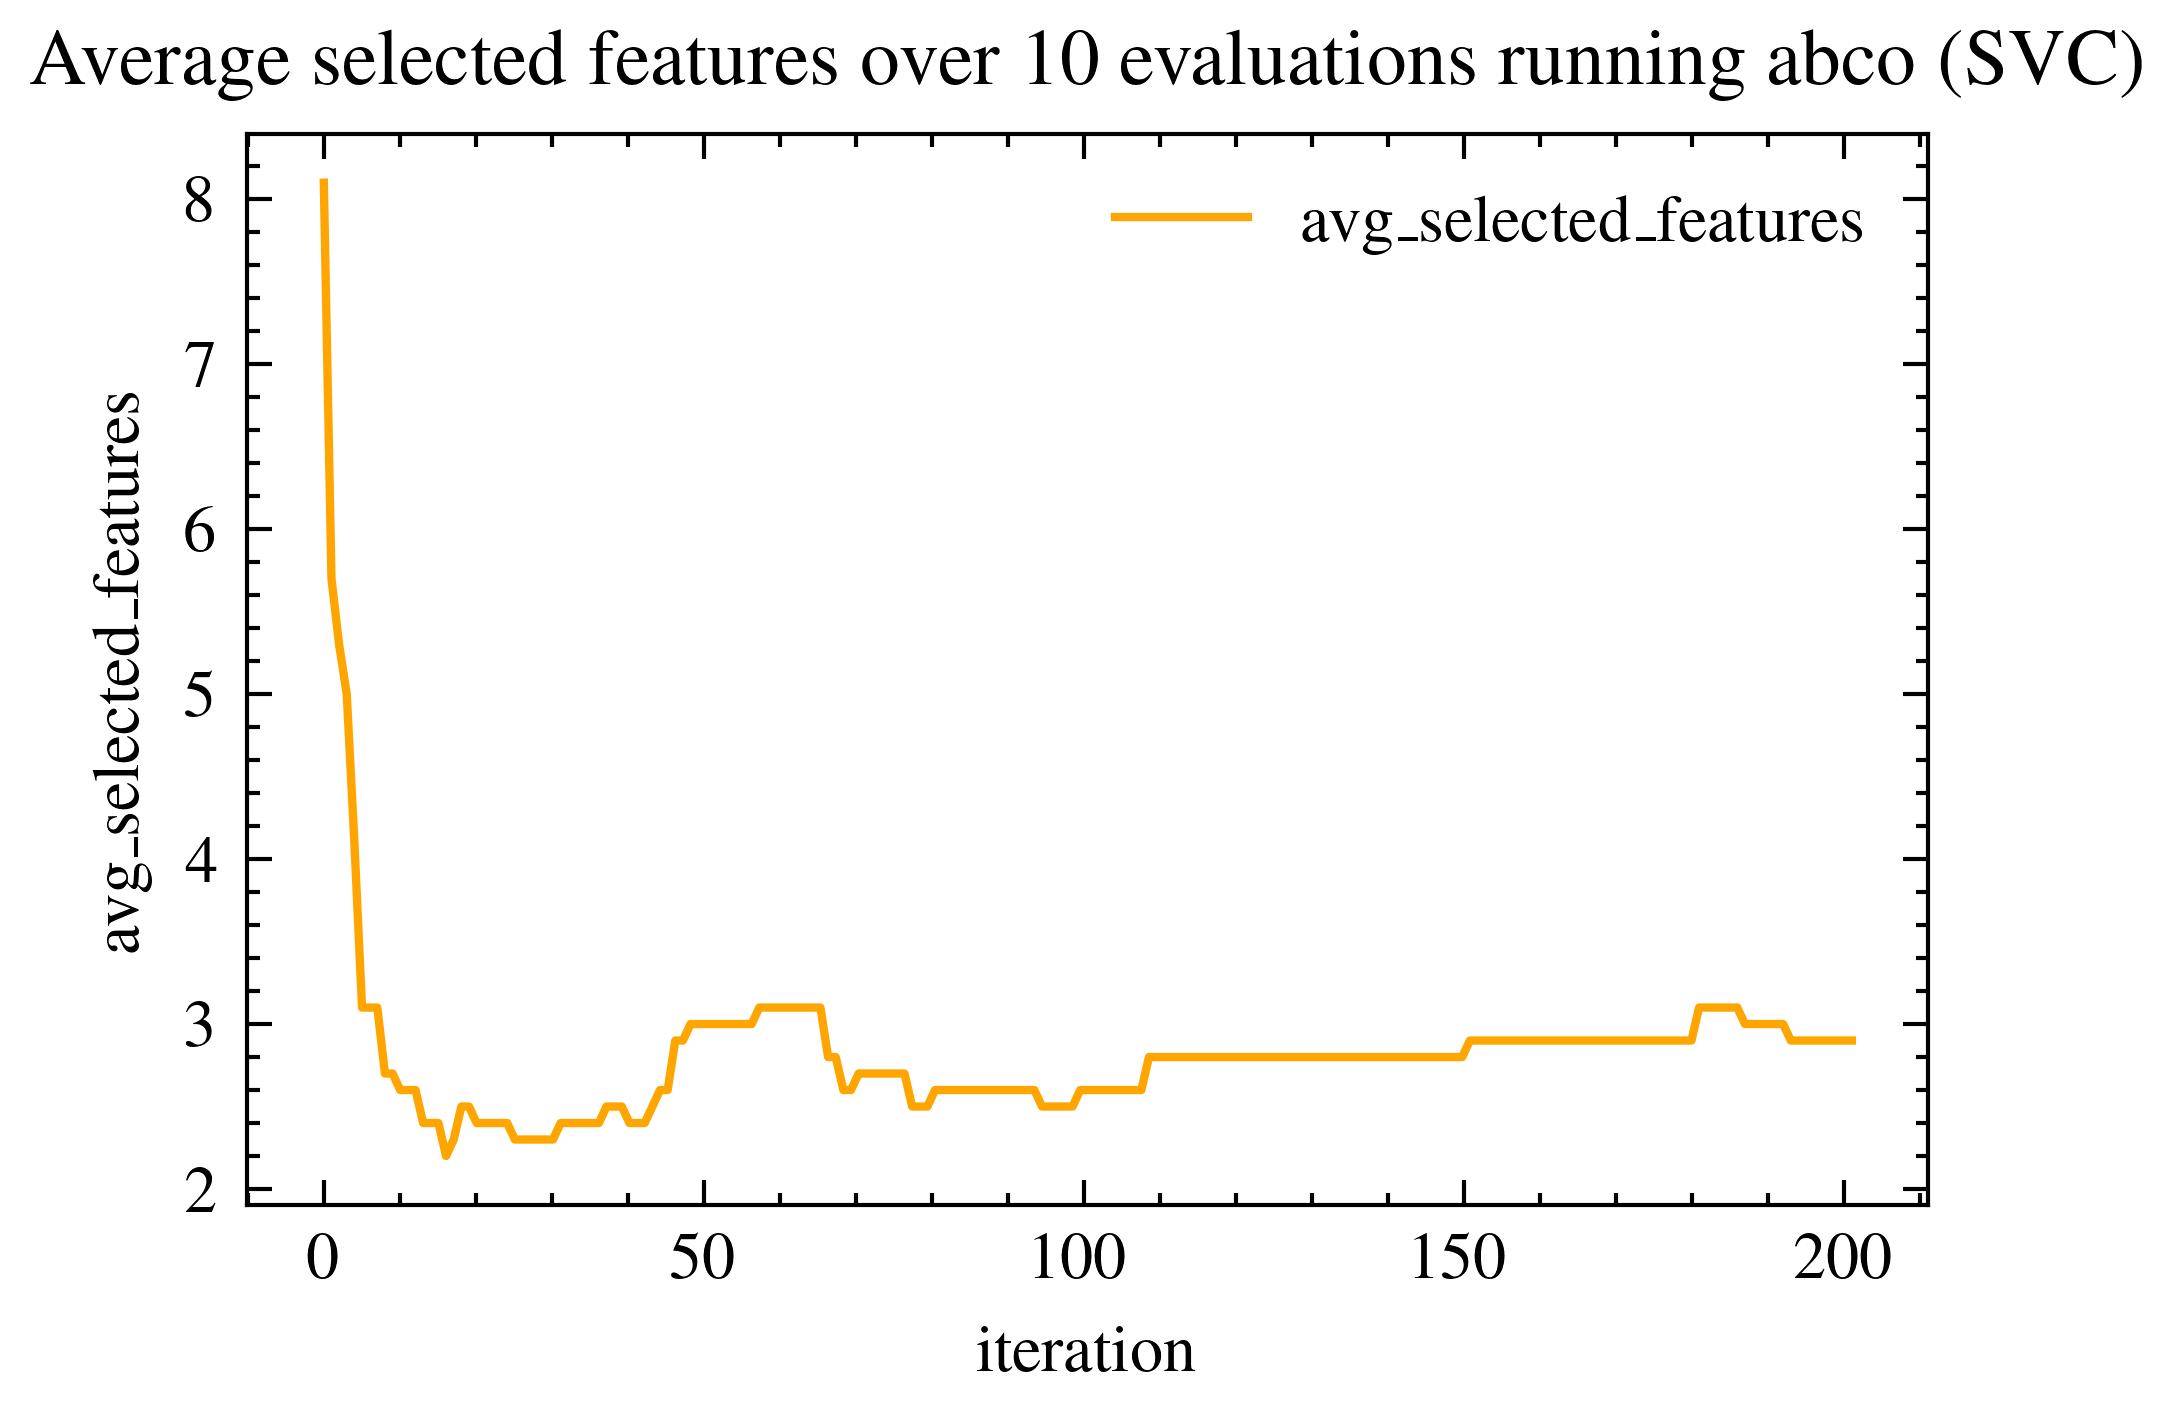 Average selected features over 10 evaluations running abco (SVC)
avg_selected_features
8
7
6
5
4
3
2
avg_selected_features
0 50 100 150 200
iteration